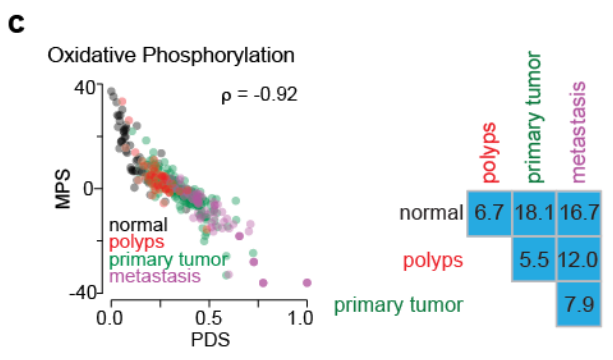 c
Oxidative Phosphorylation
ρ = -0.92
40
0
-40
MPS
normal
polyps
primary tumor
metastasis
0.0 0.5 1.0
PDS
polyps
primary tumor
metastasis
normal 6.7 18.1 16.7
polyps 5.5 12.0
primary tumor 7.9